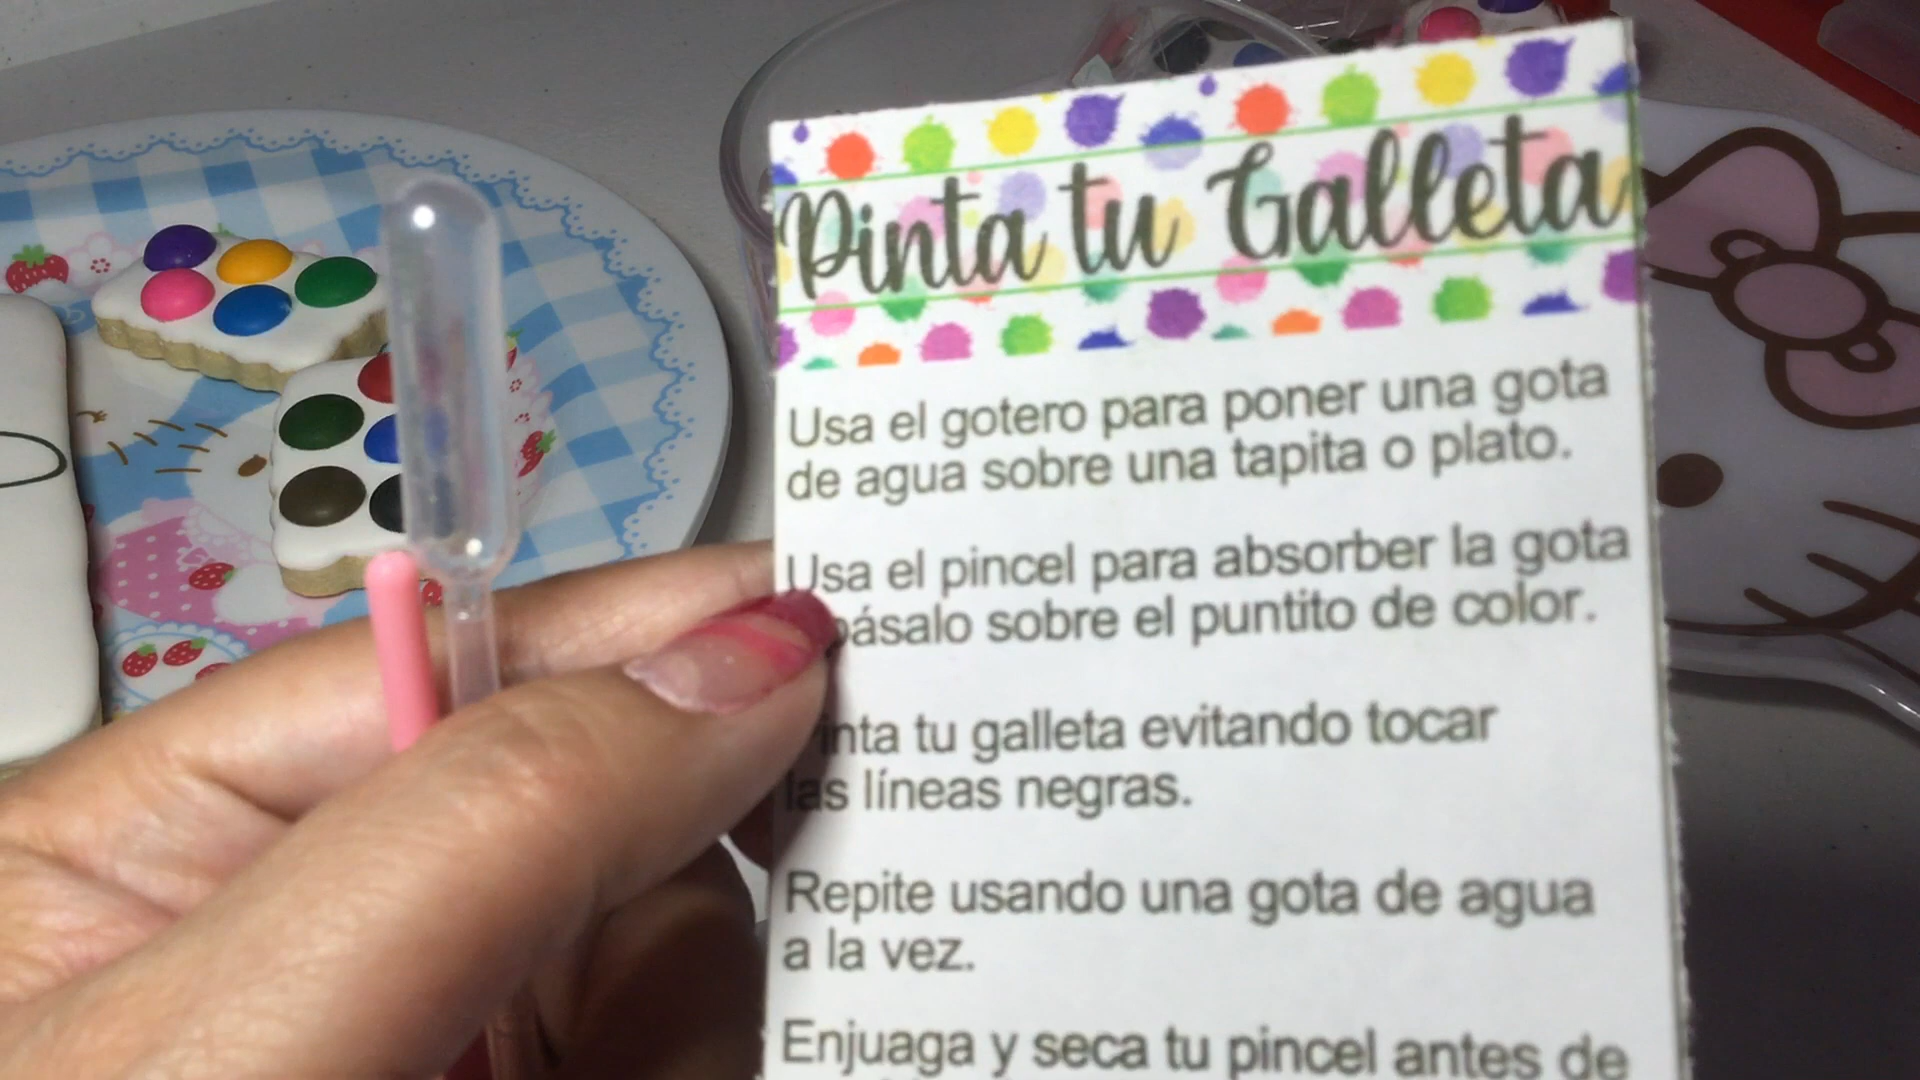 Pinta tu Galleta
Usa el gotero para poner una gota
de agua sobre una tapita o plato.
Usa el pincel para absorber la gota
pásalo sobre el puntito de color.
inta tu galleta evitando tocar
las líneas negras.
Repite usando una gota de agua
a la vez.
Enjuaga y seca tu pincel antes de